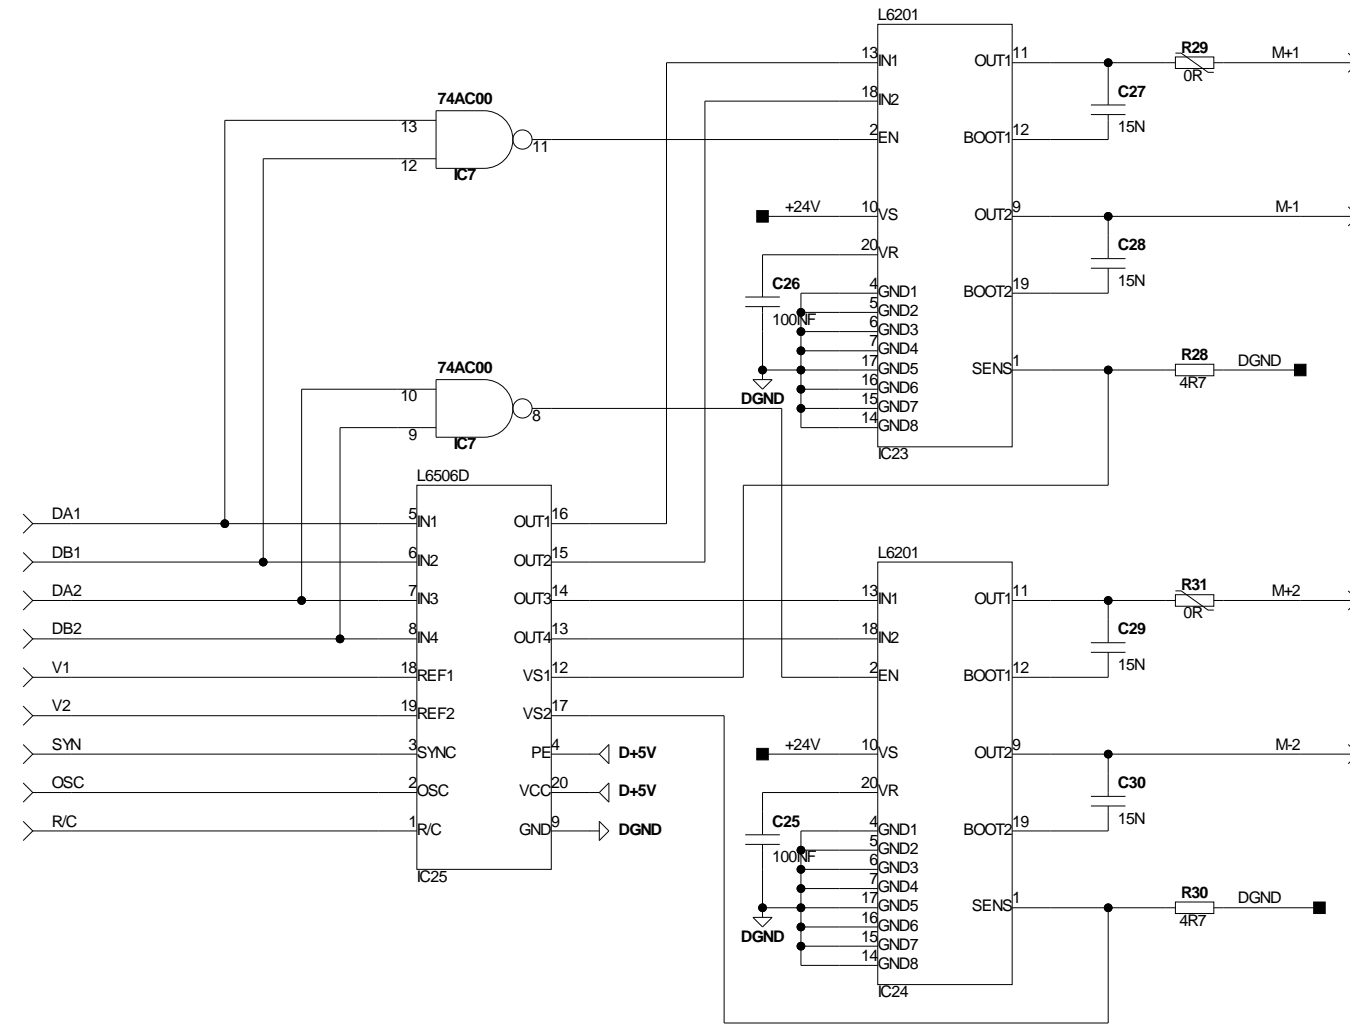 L6201
13 IN1 OUT1 11 R29 M+1
0R
18 IN2 C27
15N
74AC00
13
12
11
IC7
2 EN BOOT1 12
+24V 10 VS OUT2 9 M-1
20 VR C28
15N
C26
100NF
4 GND1 BOOT2 19
5 GND2
6 GND3
7 GND4
17 GND5 SENS 1 R28 DGND
4R7
16 GND6
15 GND7
14 GND8
DGND
IC23
74AC00
10
9
8
IC7
L6506D
DA1 5 IN1 OUT1 16
DB1 6 IN2 OUT2 15
DA2 7 IN3 OUT3 14
DB2 8 IN4 OUT4 13
V1 18 REF1 VS1 12
V2 19 REF2 VS2 17
SYN 3 SYNC PE 4 D+5V
OSC 2 OSC VCC 20 D+5V
R/C 1 R/C GND 9 DGND
IC25
L6201
13 IN1 OUT1 11 R31 M+2
0R
18 IN2 C29
15N
2 EN BOOT1 12
+24V 10 VS OUT2 9 M-2
20 VR C30
15N
C25
100NF
4 GND1 BOOT2 19
5 GND2
6 GND3
7 GND4
17 GND5 SENS 1 R30 DGND
4R7
16 GND6
15 GND7
14 GND8
DGND
IC24